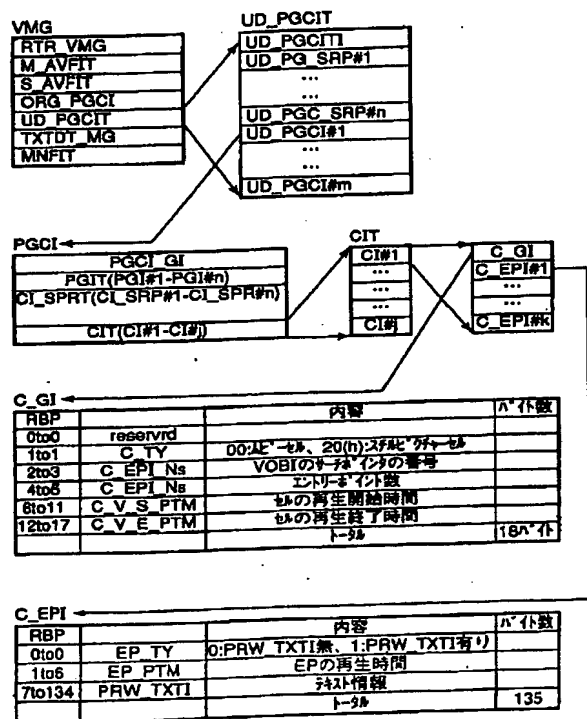 VMG
RTR_VMG
M_AVFIT
S_AVFIT
ORG_PGCI
UD_PGCIT
TXTDT_MG
MNFIT
UD_PGCIT
UD_PGCITI
UD_PG_SRP#1
...
...
UD_PGC_SRP#n
UD_PGCI#1
...
...
UD_PGCI#m
PGCI
PGCI_GI
PGIT(PGI#1-PGI#n)
CI_SPRT(CI_SRP#1-CI_SPR#n)
CIT(CI#1-CI#j)
CIT
CI#1
...
...
...
CI#j
C_GI
C_EPI#1
...
...
C_EPI#k
C_GI
RBP 内容 バイト数
0to0 reservrd
1to1 C_TY 00:ムビーセル、20(h):スチルピクチャーセル
2to3 C_EPI_Ns VOBIのサーチポインタの番号
4to5 C_EPI_Ns エントリーポイント数
6to11 C_V_S_PTM セルの再生開始時間
12to17 C_V_E_PTM セルの再生終了時間
トータル 18バイト
C_EPI
RBP 内容 バイト数
0to0 EP_TY 0:PRW_TXTI無、1:PRW_TXTI有り)
1to6 EP_PTM EPの再生時間
7to134 PRW_TXTI テキスト情報
トータル 135